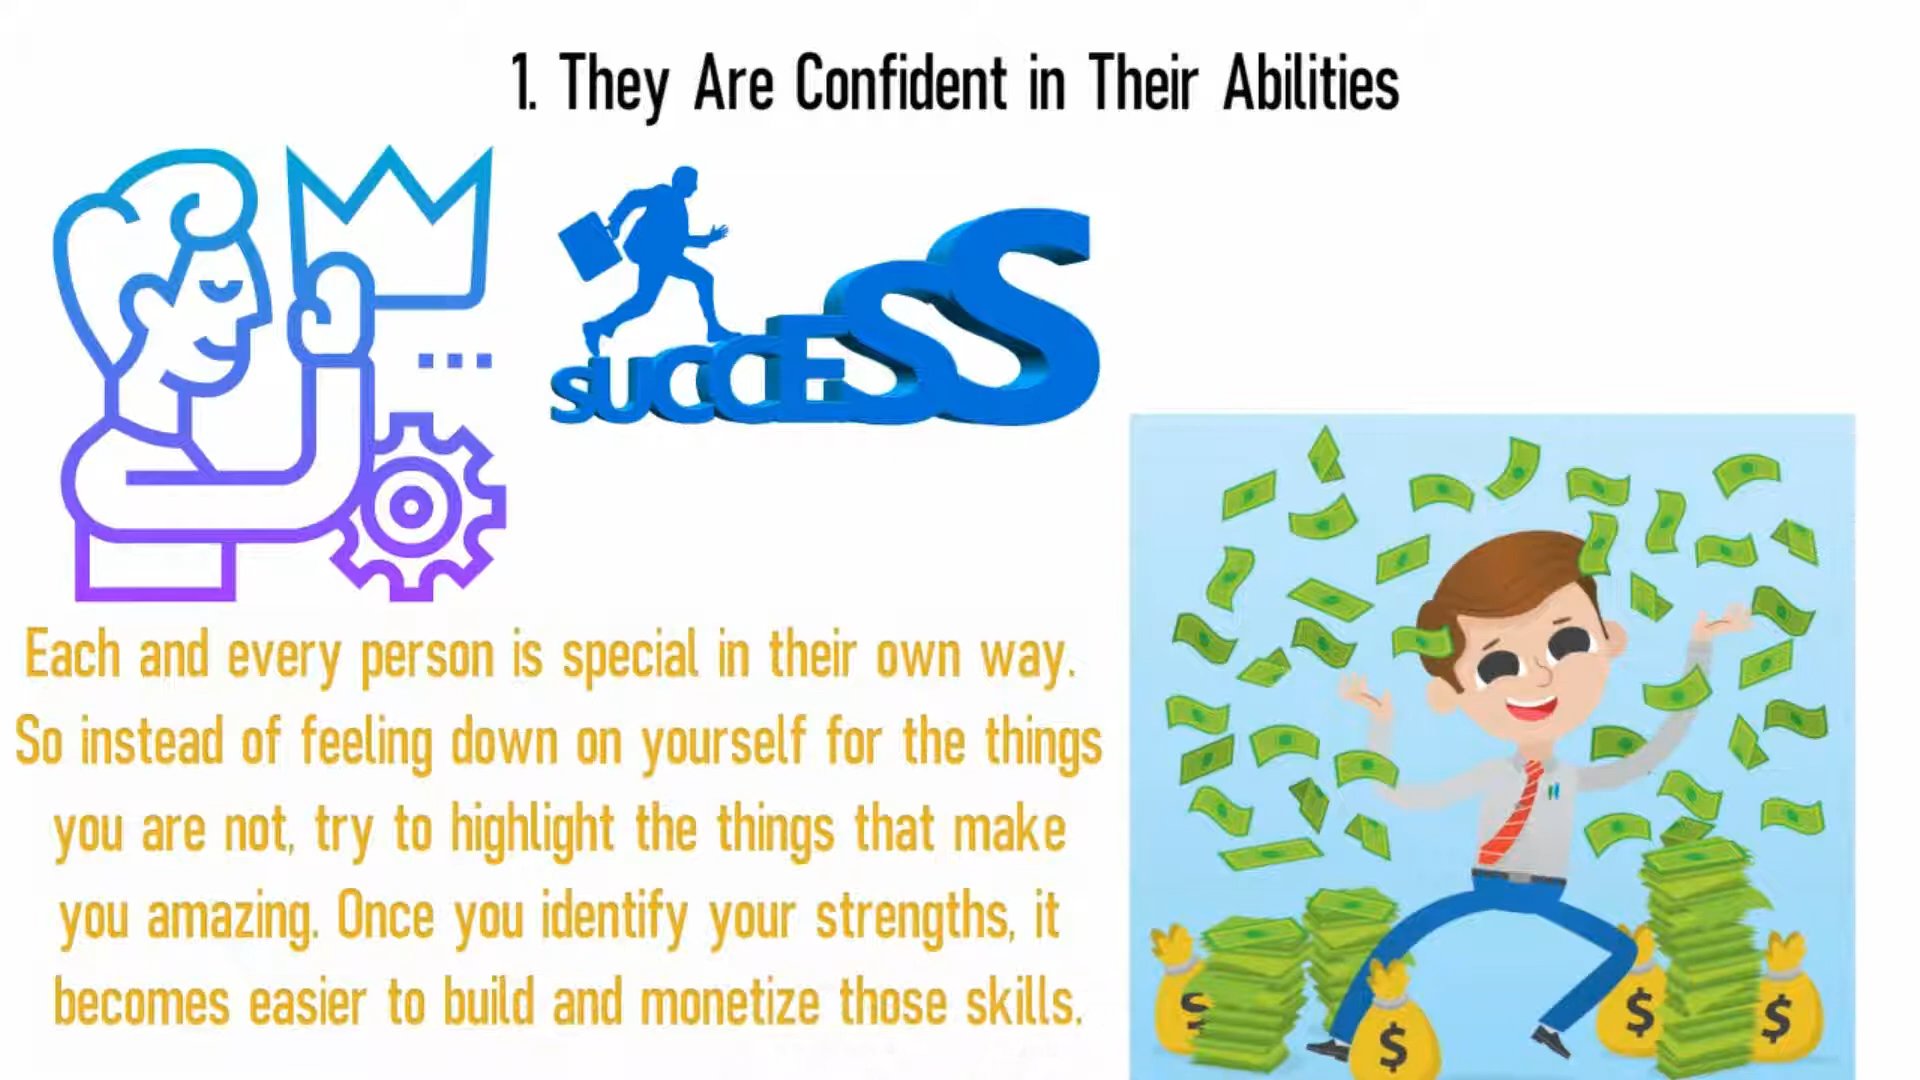 1. They Are Confident in Their Abilities
SUCCESS
Each and every person is special in their own way.
So instead of feeling down on yourself for the things
you are not, try to highlight the things that make
you amazing. Once you identify your strengths, it
becomes easier to build and monetize those skills.
$
$
$
$